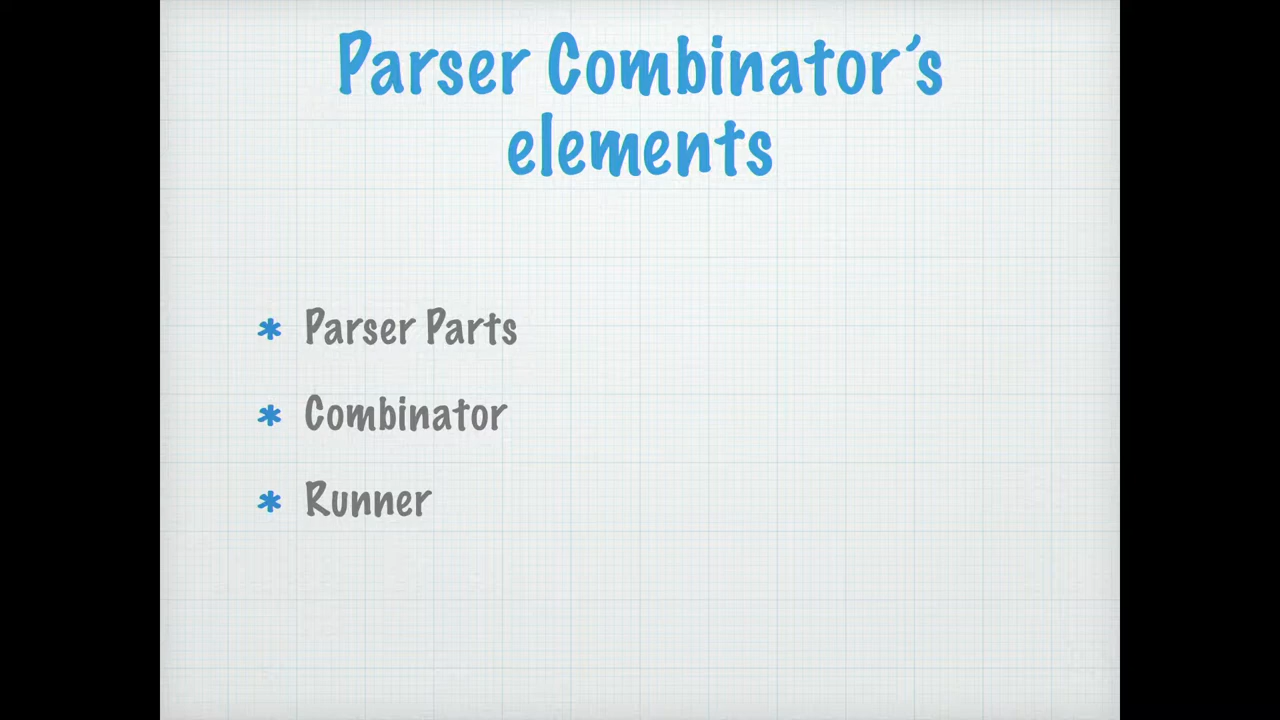 Parser Combinator's
elements
* Parser Parts
* Combinator
* Runner